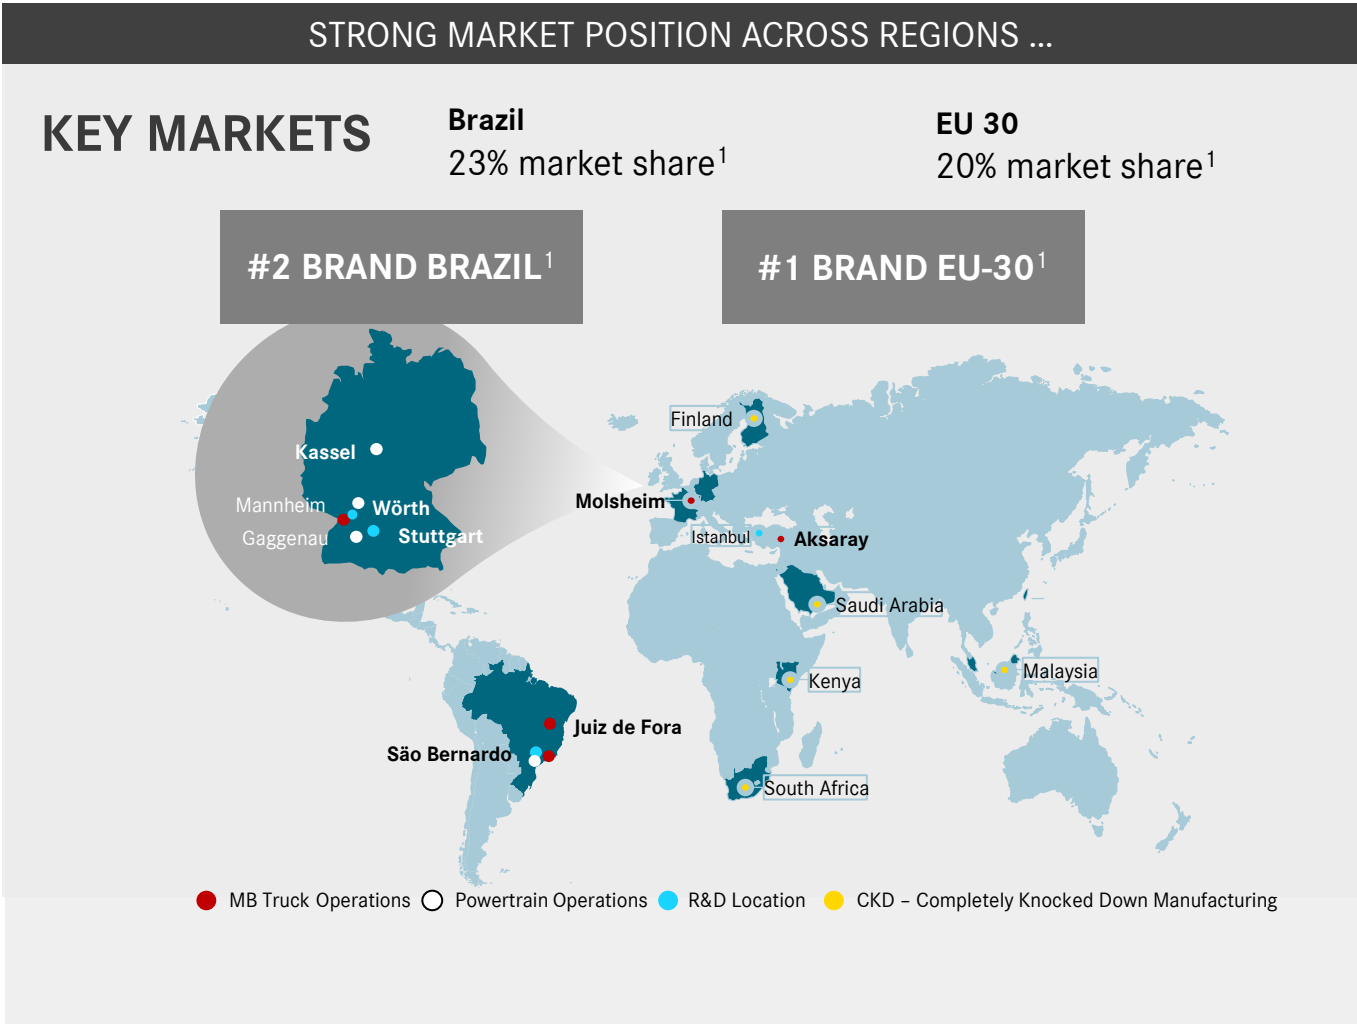 STRONG MARKET POSITION ACROSS REGIONS ...
KEY MARKETS
Brazil
23% market share¹
EU 30
20% market share¹
#2 BRAND BRAZIL¹
#1 BRAND EU-30¹
Finland
Kassel
Molsheim
Mannheim
Wörth
Gaggenau
Stuttgart
Istanbul
Aksaray
Saudi Arabia
Malaysia
Kenya
Juiz de Fora
Säo Bernardo
South Africa
MB Truck Operations
Powertrain Operations
R&D Location
CKD – Completely Knocked Down Manufacturing